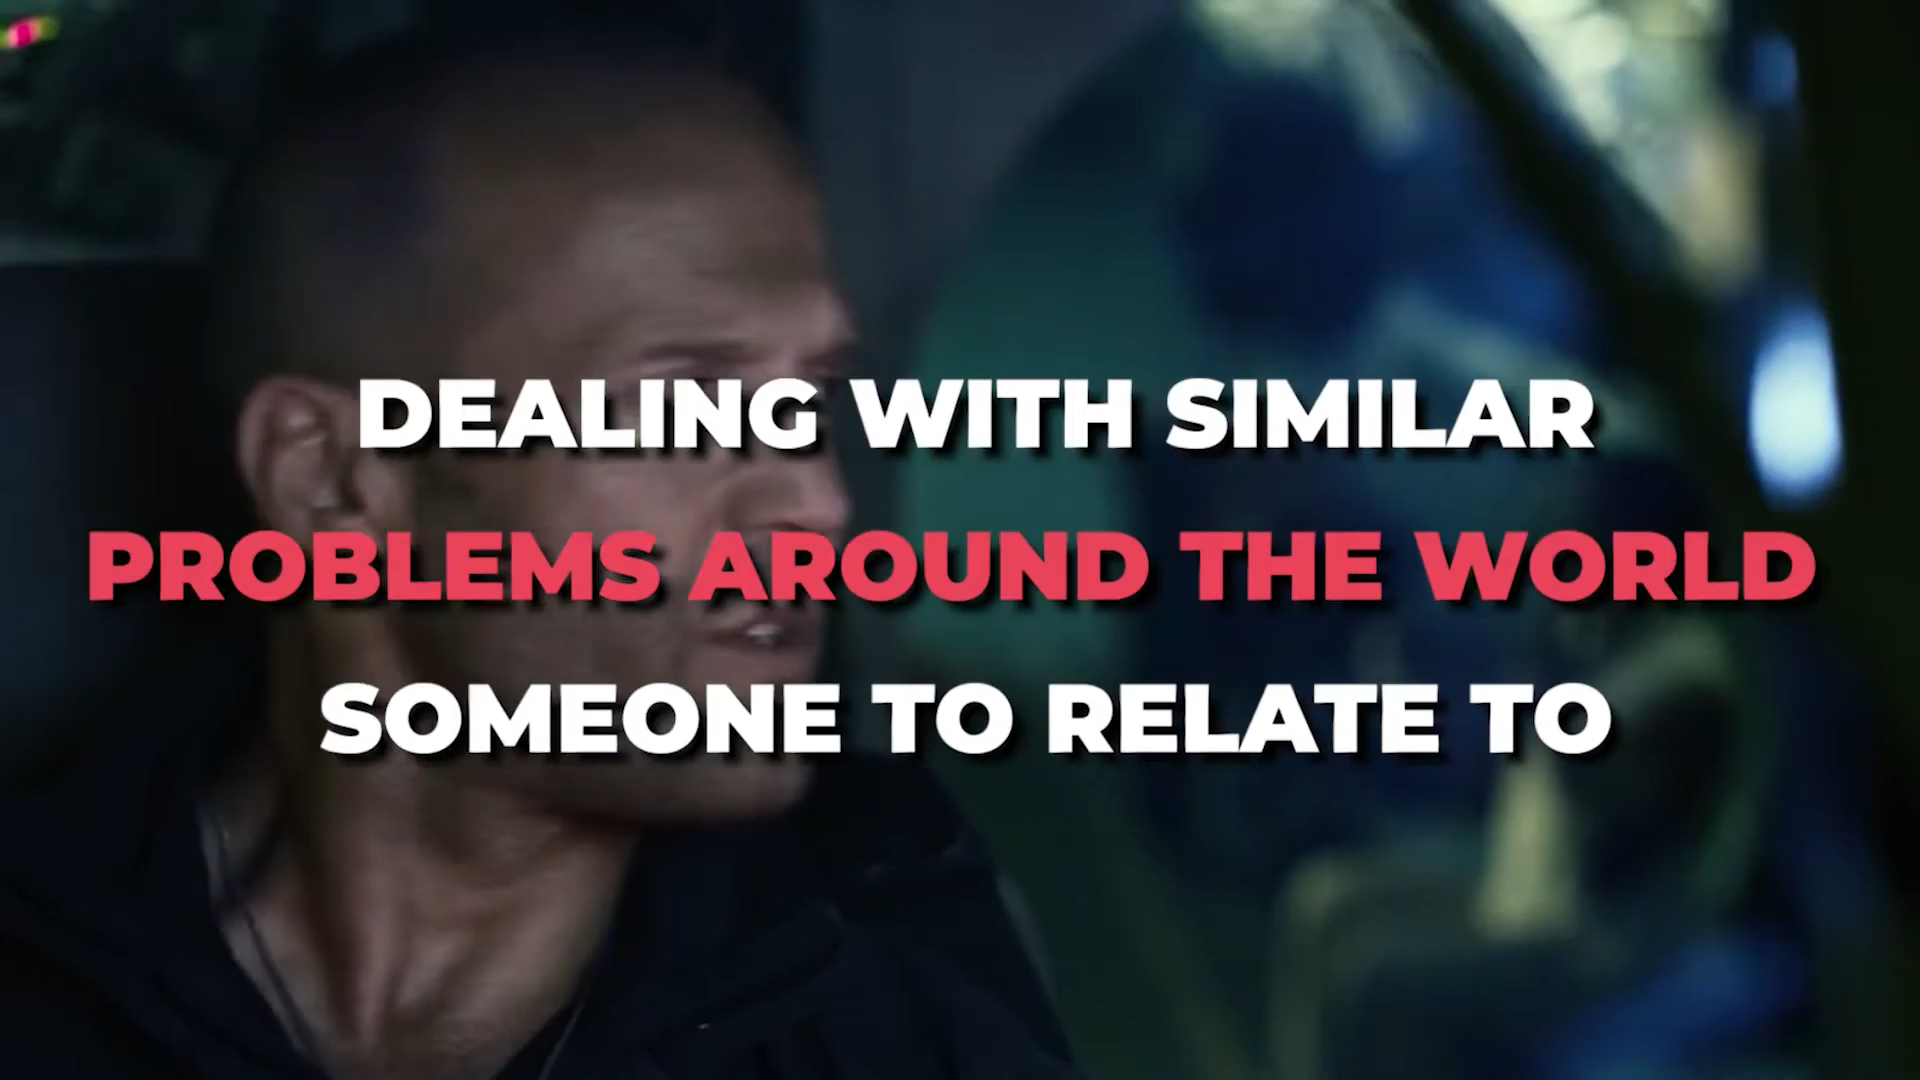 DEALING WITH SIMILAR
PROBLEMS AROUND THE WORLD
SOMEONE TO RELATE TO